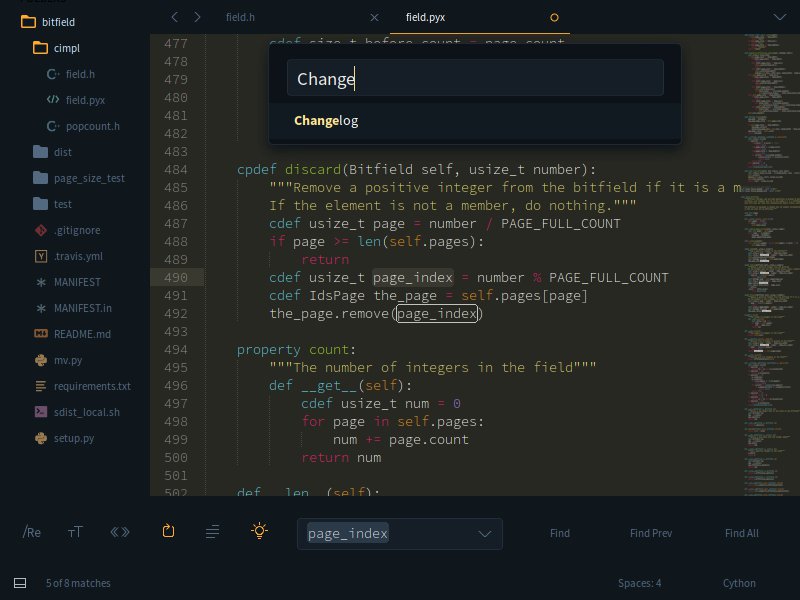 bitfield
cimpl
field.h
field.pyx
popcount.h
dist
page_size_test
test
.gitignore
.travis.yml
MANIFEST
MANIFEST.in
README.md
mv.py
requirements.txt
sdist_local.sh
setup.py
field.h
field.pyx
Change
Changelog
477 cdef size_t before_count = page.count
478
479
480
481
482
483
484 cpdef discard(Bitfield self, usize_t number):
485 """Remove a positive integer from the bitfield if it is a m
486 If the element is not a member, do nothing."""
487 cdef usize_t page = number / PAGE_FULL_COUNT
488 if page >= len(self.pages):
489 return
490 cdef usize_t page_index = number % PAGE_FULL_COUNT
491 cdef IdsPage the_page = self.pages[page]
492 the_page.remove(page_index)
493
494 property count:
495 """The number of integers in the field"""
496 def __get__(self):
497 cdef usize_t num = 0
498 for page in self.pages:
499 num += page.count
500 return num
501
502 def __len__(self):
/Re
TT
page_index
Find
Find Prev
Find All
5 of 8 matches
Spaces: 4
Cython